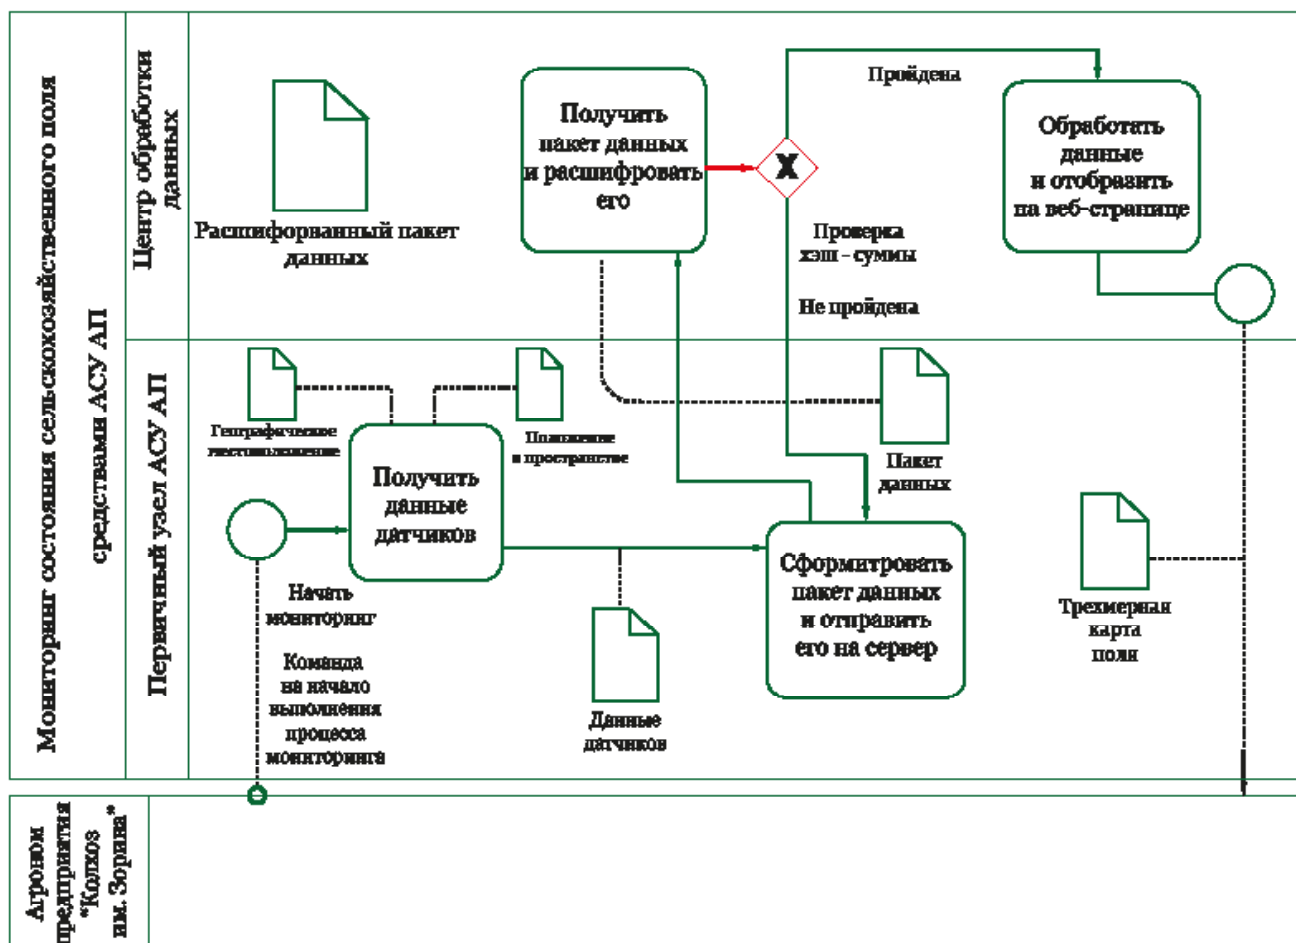 Мониторинг состояния сельскохозяйственного поля
средствами АСУ АП
Центр обработки
данных
Расшифорванный пакет
данных
Получить
пакет данных
и расшифровать
его
X
Пройдена
Проверка
хэш - суммы
Не пройдена
Обработать
данные
и отобразить
на веб-странице
Первичный узел АСУ АП
Географическое
местоположение
Положение
в пространстве
Получить
данные
датчиков
Начать
мониторинг
Команда
на начало
выполнения
процесса
мониторинга
Данные
датчиков
Пакет
данных
Сформитровать
пакет данных
и отправить
его на сервер
Трехмерная
карта
поля
Агроном
предприятия
“Колхоз
им. Зорина”